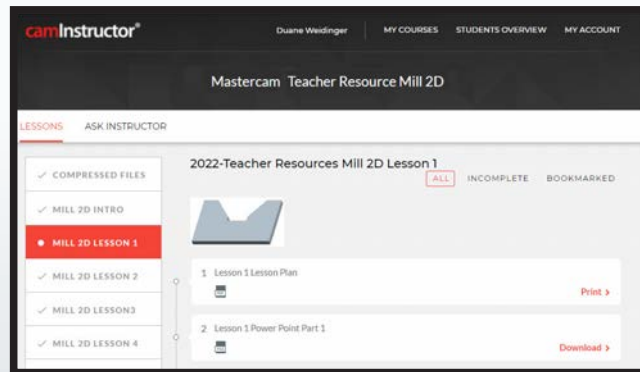 camInstructor®
Duane Weidinger MY COURSES STUDENTS OVERVIEW MY ACCOUNT
Mastercam Teacher Resource Mill 2D
LESSONS ASK INSTRUCTOR
COMPRESSED FILES
MILL 2D INTRO
MILL 2D LESSON 1
MILL 2D LESSON 2
MILL 2D LESSON3
MILL 2D LESSON 4
2022-Teacher Resources Mill 2D Lesson 1
ALL INCOMPLETE BOOKMARKED
1 Lesson 1 Lesson Plan
Print >
2 Lesson 1 Power Point Part 1
Download >